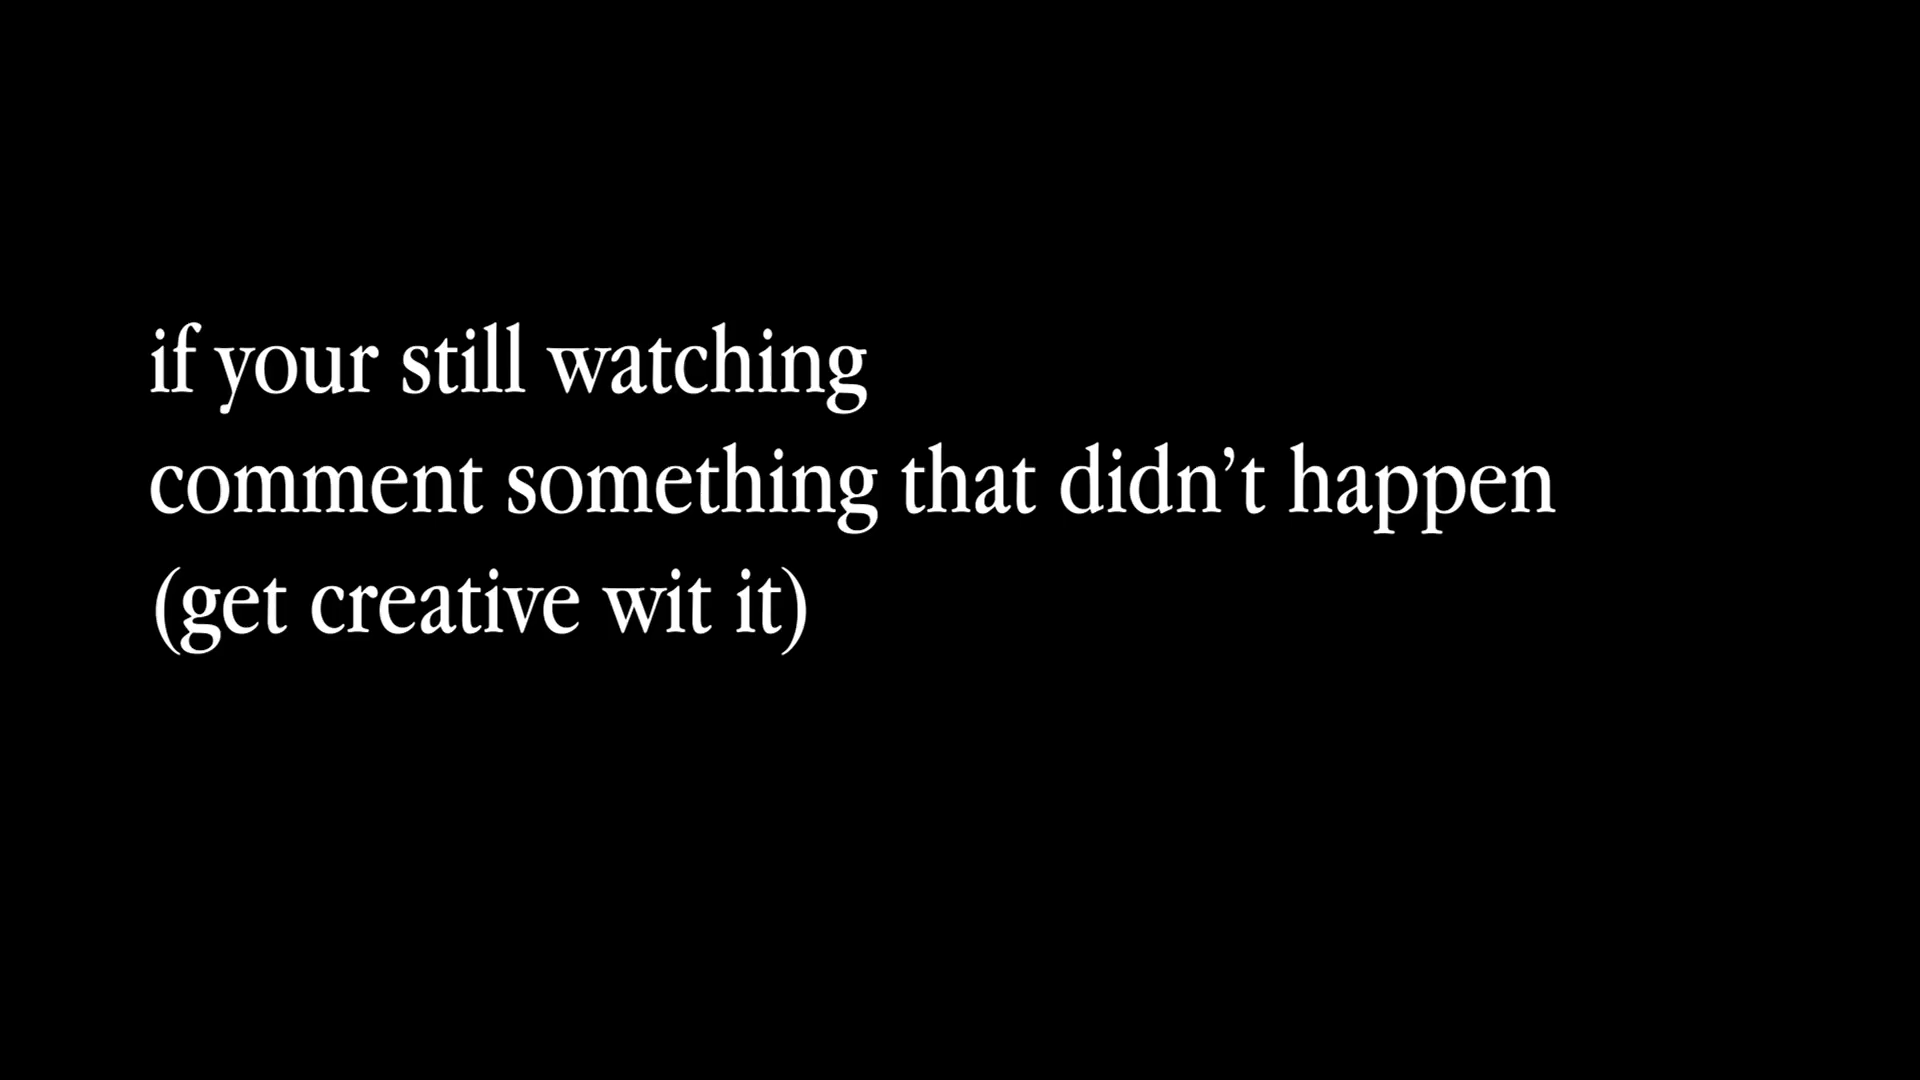 if your still watching
comment something that didn’t happen
(get creative wit it)